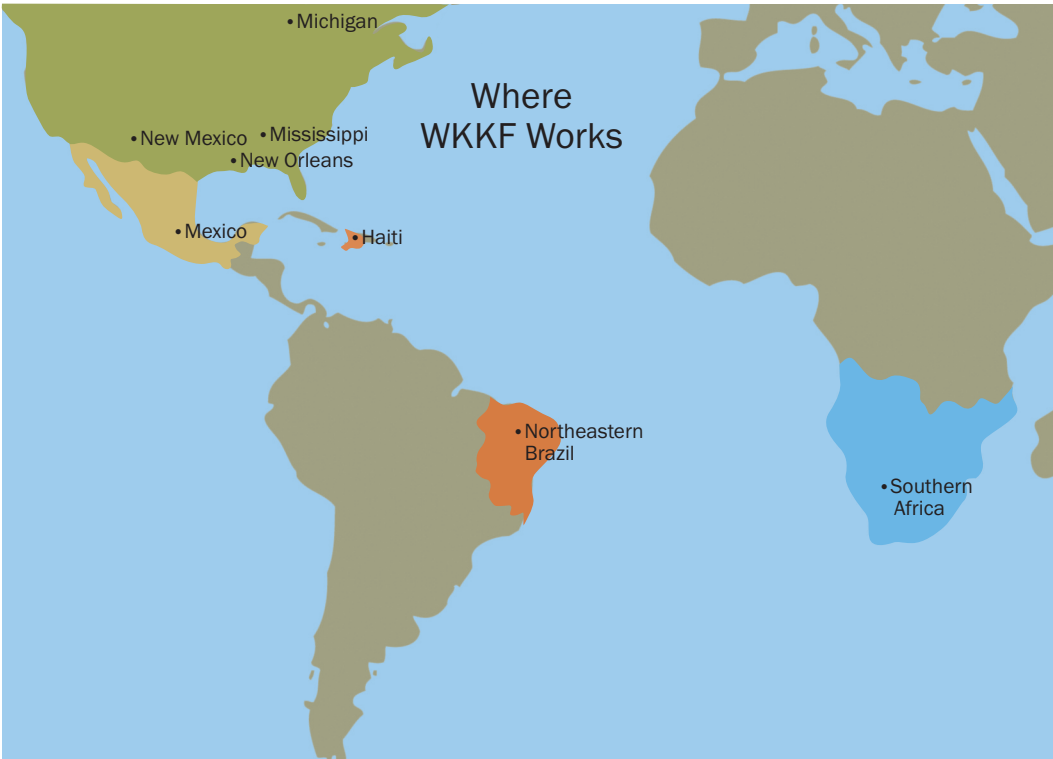 Michigan
Where
WKKF Works
New Mexico
Mississippi
New Orleans
Mexico
Haiti
Northeastern
Brazil
Southern
Africa